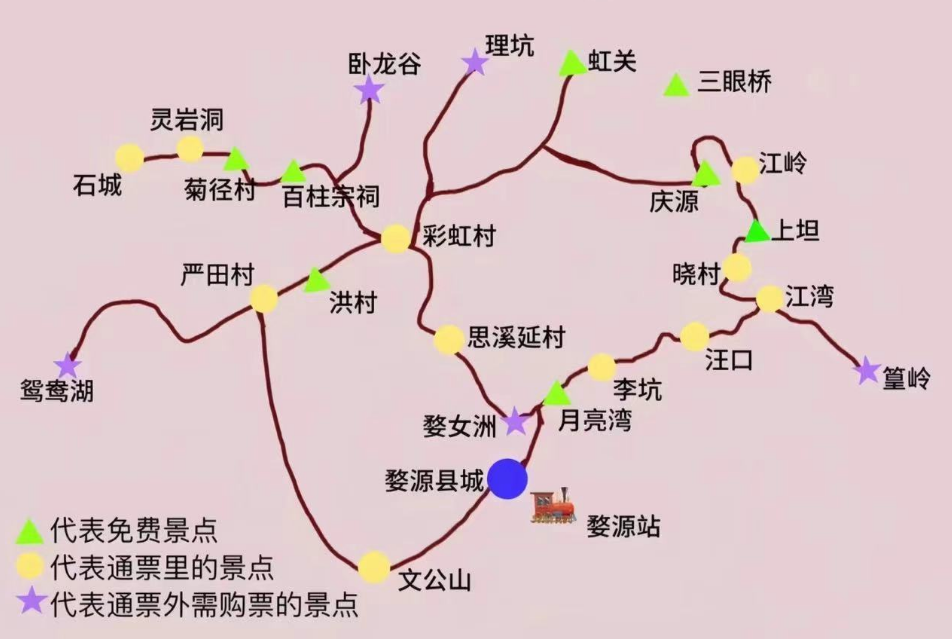 理坑
卧龙谷
虹关
三眼桥
灵岩洞
江岭
石城
菊径村
百柱宗祠
庆源
彩虹村
上坦
严田村
晓村
洪村
江湾
思溪延村
汪口
鸳鸯湖
李坑
篁岭
婺女洲
月亮湾
婺源县城
婺源站
代表免费景点
代表通票里的景点
文公山
代表通票外需购票的景点